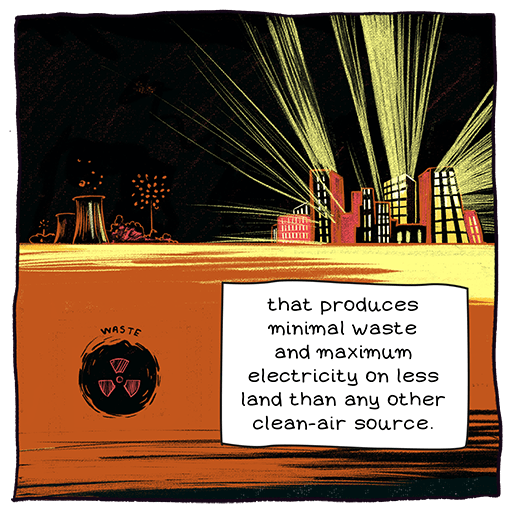 WASTE
that produces
minimal waste
and maximum
electricity on less
land than any other
clean-air source.